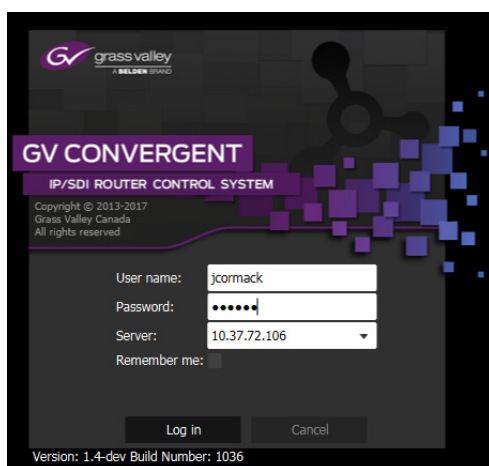 GV grass valley
A BELDEN BRAND
GV CONVERGENT
IP/SDI ROUTER CONTROL SYSTEM
Copyright © 2013-2017
Grass Valley Canada
All rights reserved
User name: jcormack
Password: ••••••
Server: 10.37.72.106
Remember me:
Log in Cancel
Version: 1.4-dev Build Number: 1036